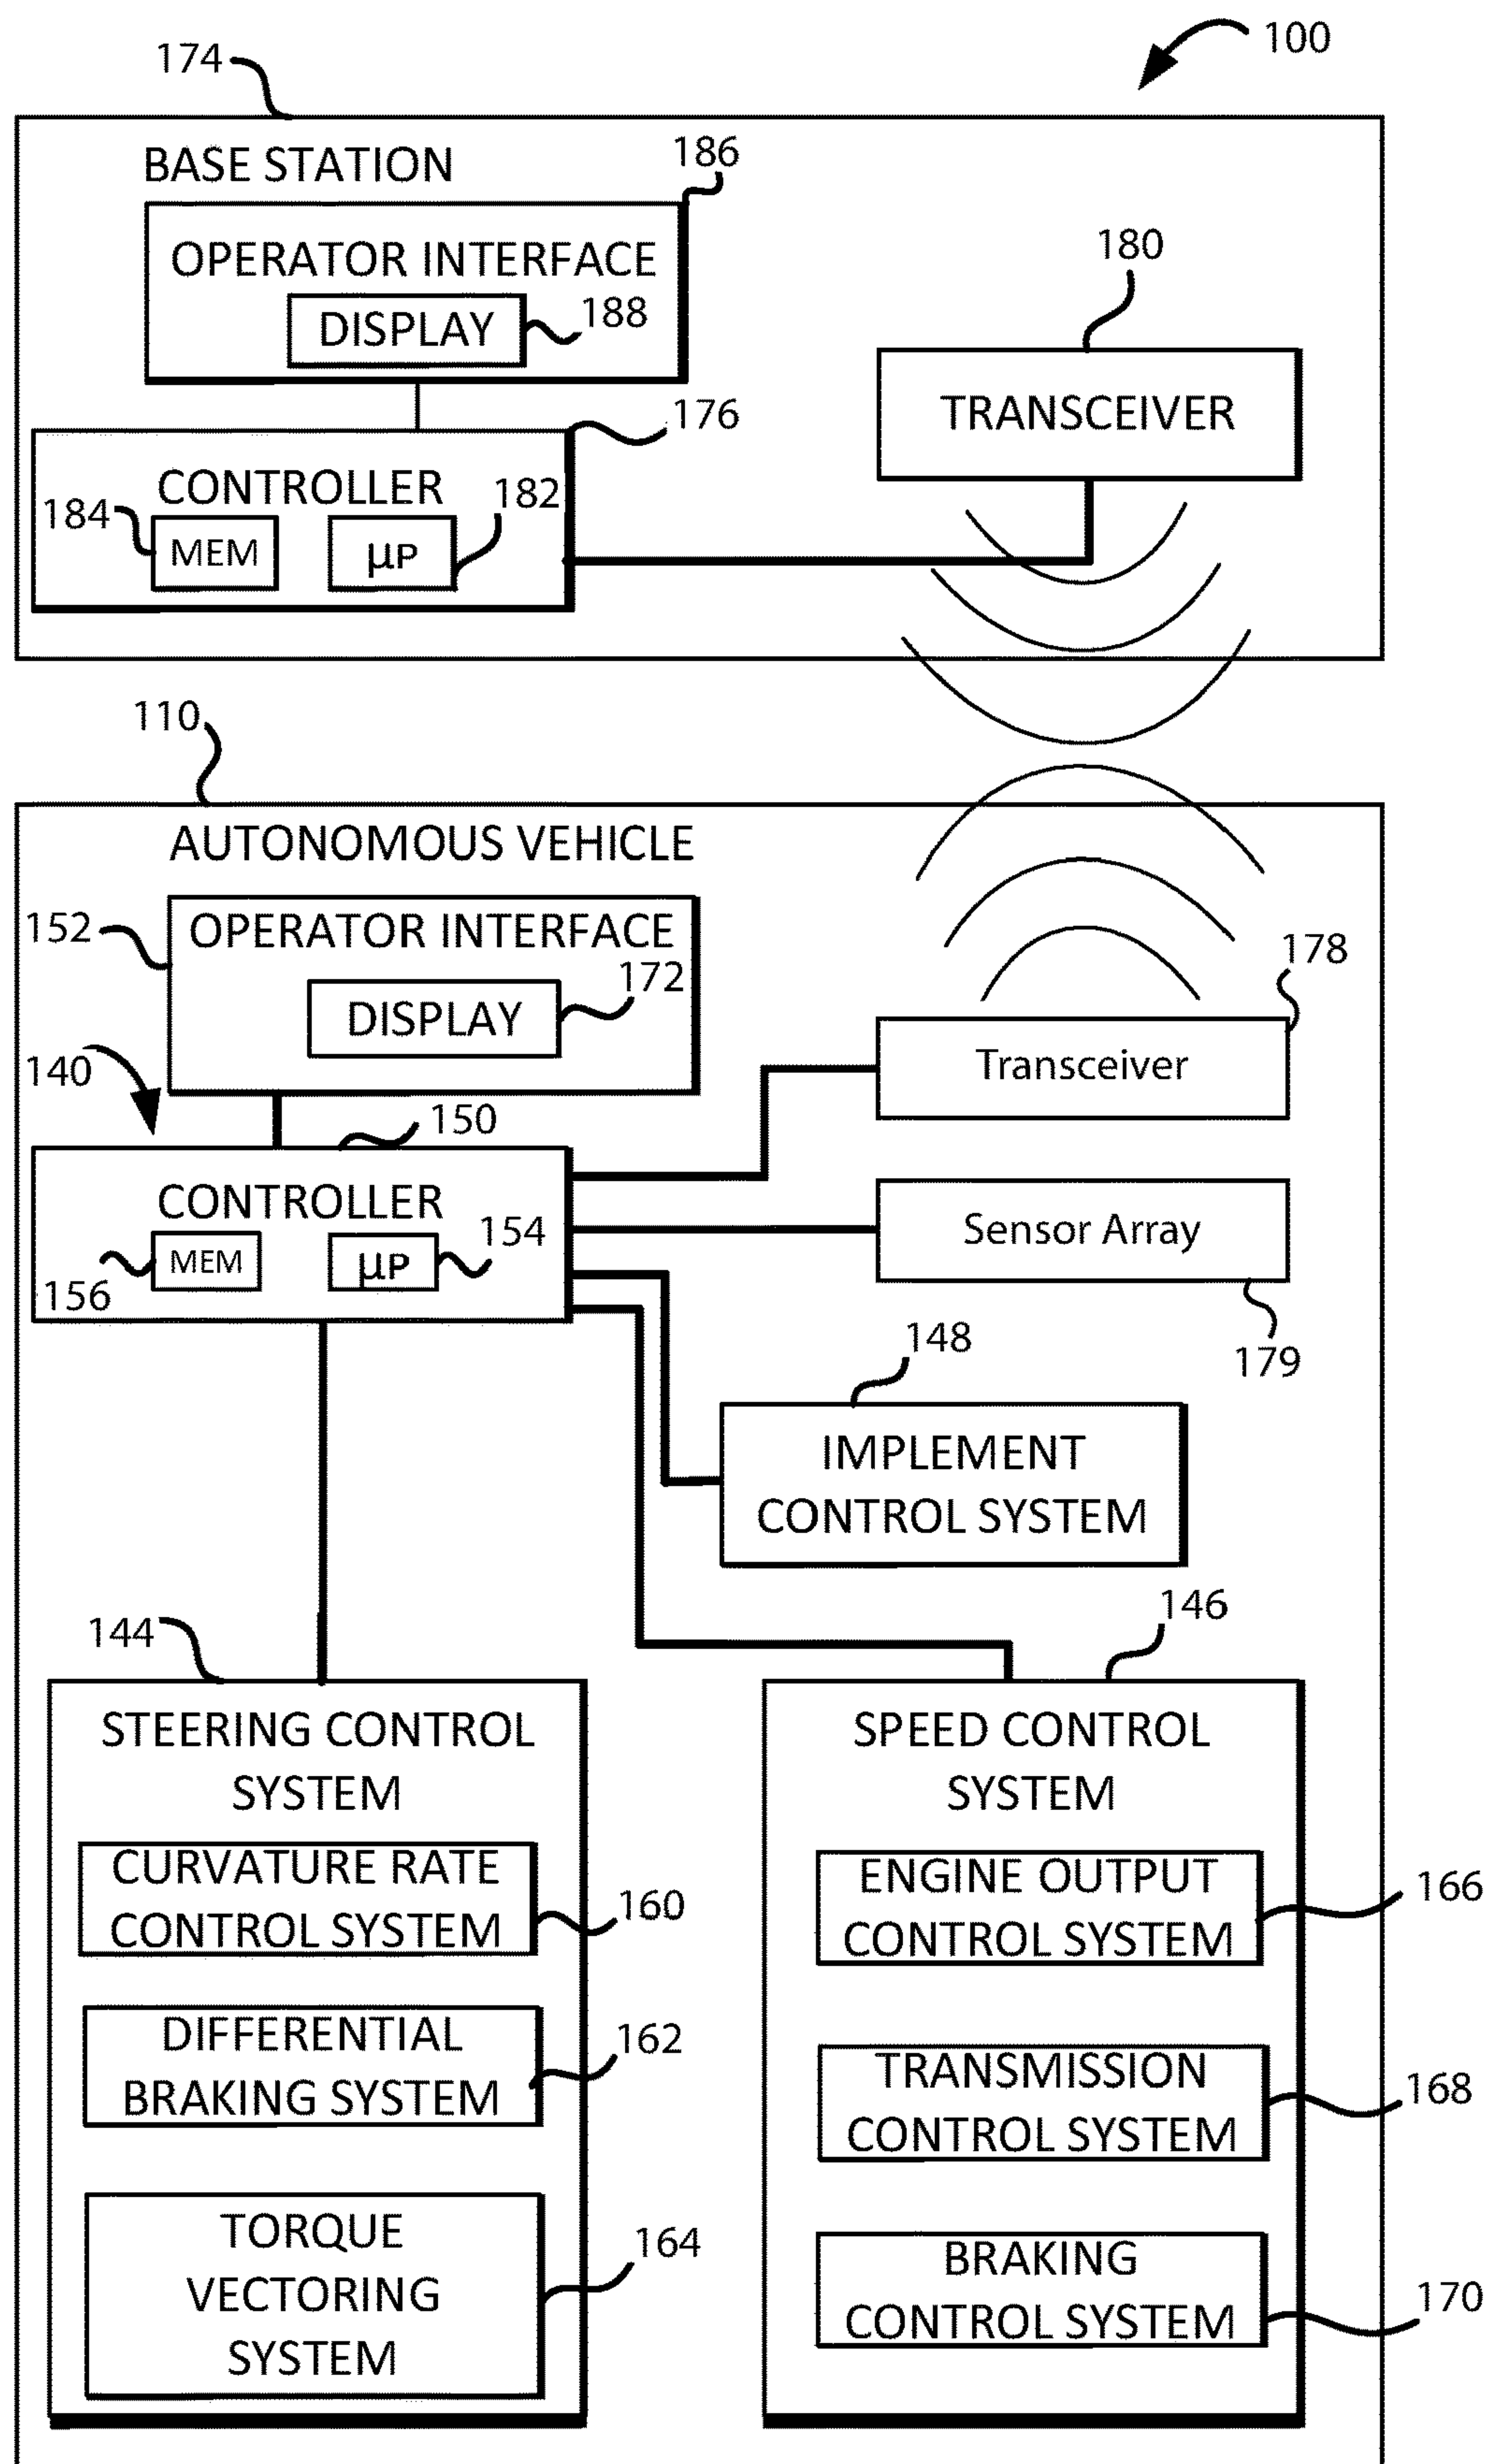 100
174
BASE STATION
186
OPERATOR INTERFACE
180
DISPLAY
188
TRANSCEIVER
176
CONTROLLER
182
184
MEM
µP
110
AUTONOMOUS VEHICLE
152
OPERATOR INTERFACE
178
172
DISPLAY
140
Transceiver
150
CONTROLLER
154
Sensor Array
MEM
µP
156
148
179
IMPLEMENT
CONTROL SYSTEM
146
144
STEERING CONTROL
SYSTEM
SPEED CONTROL
SYSTEM
CURVATURE RATE
CONTROL SYSTEM
160
ENGINE OUTPUT
CONTROL SYSTEM
166
DIFFERENTIAL
BRAKING SYSTEM
162
TRANSMISSION
CONTROL SYSTEM
168
TORQUE
VECTORING
SYSTEM
164
BRAKING
CONTROL SYSTEM
170